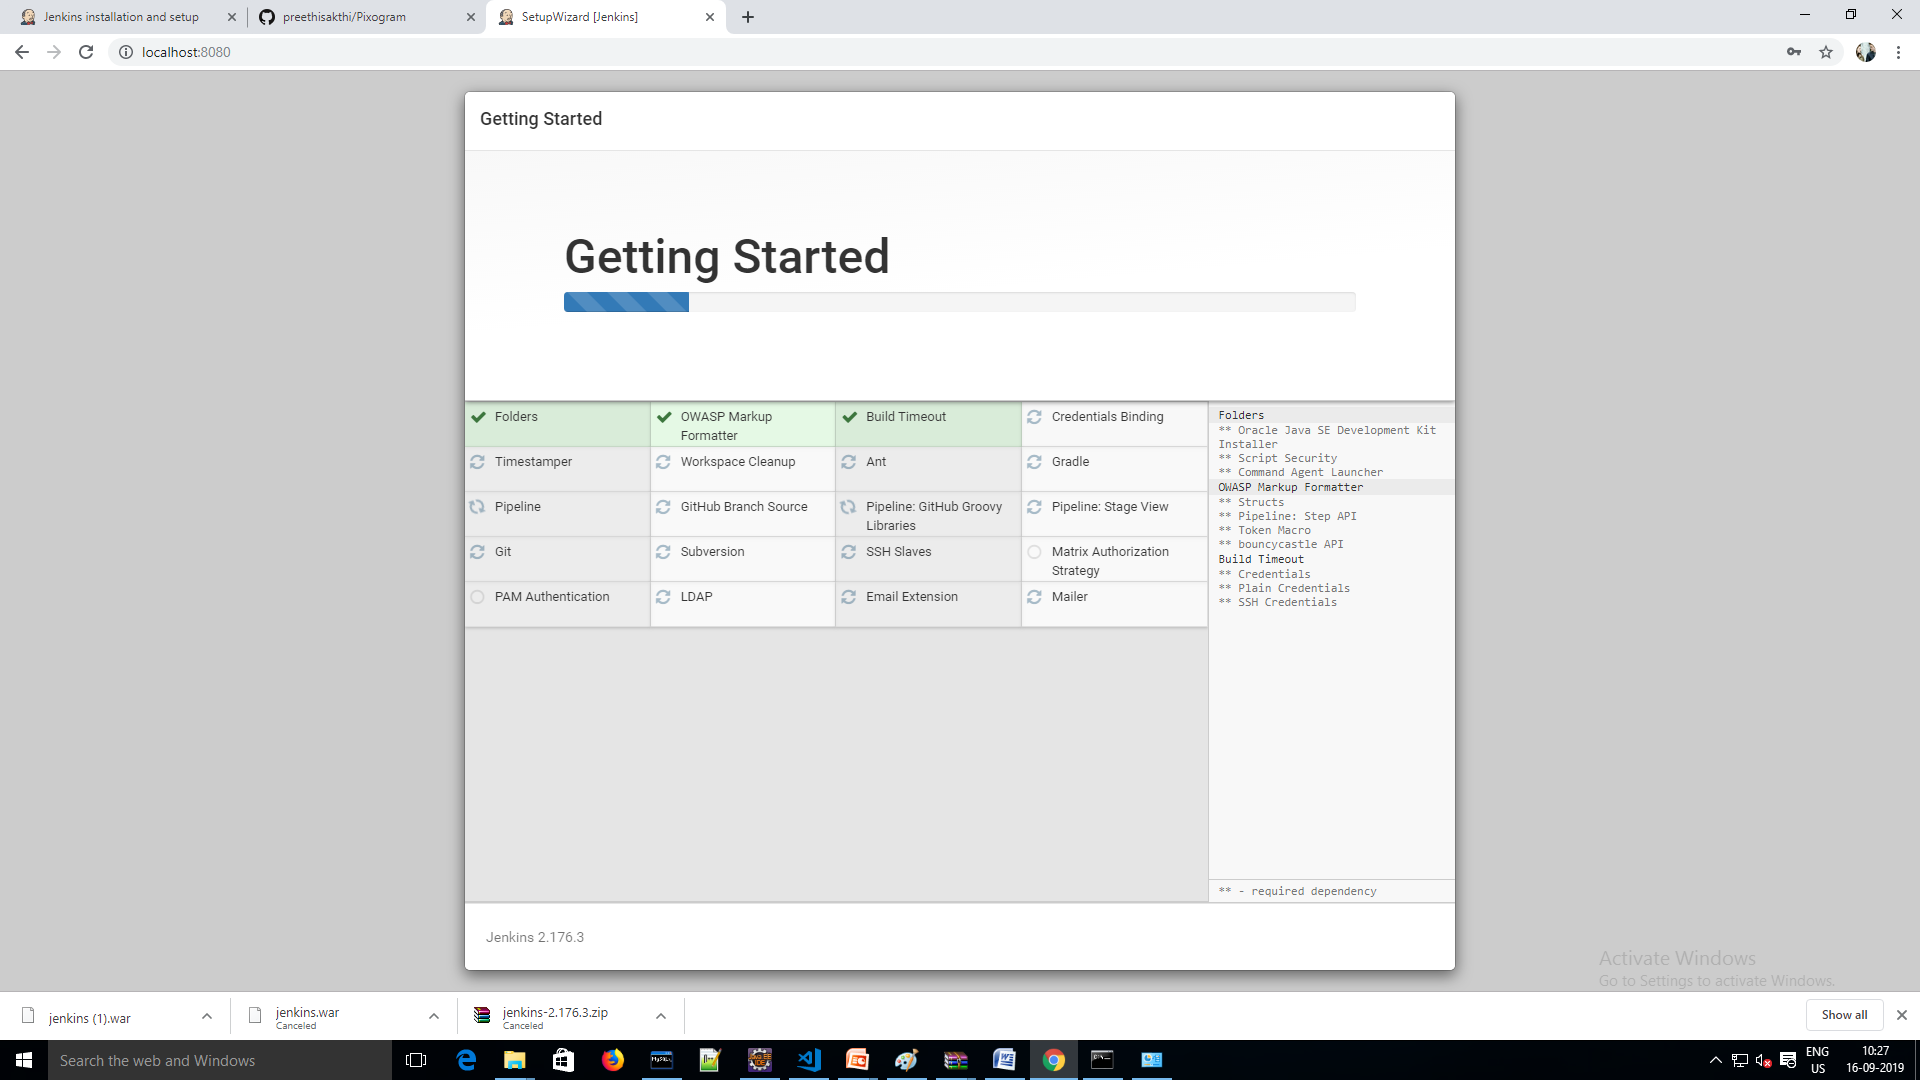 Jenkins installation and setup
preethisakthi/Pixogram
SetupWizard [Jenkins]
localhost:8080
Getting Started
Getting Started
Folders
OWASP Markup
Formatter
Build Timeout
Credentials Binding
Timestamper
Workspace Cleanup
Ant
Gradle
Pipeline
GitHub Branch Source
Pipeline: GitHub Groovy
Libraries
Pipeline: Stage View
Git
Subversion
SSH Slaves
Matrix Authorization
Strategy
PAM Authentication
LDAP
Email Extension
Mailer
Folders
** Oracle Java SE Development Kit
Installer
** Script Security
** Command Agent Launcher
OWASP Markup Formatter
** Structs
** Pipeline: Step API
** Token Macro
** bouncycastle API
Build Timeout
** Credentials
** Plain Credentials
** SSH Credentials
** - required dependency
Jenkins 2.176.3
Activate Windows
Go to Settings to activate Windows.
jenkins (1).war
jenkins.war
Canceled
jenkins-2.176.3.zip
Canceled
Show all
Search the web and Windows
ENG
US
10:27
16-09-2019